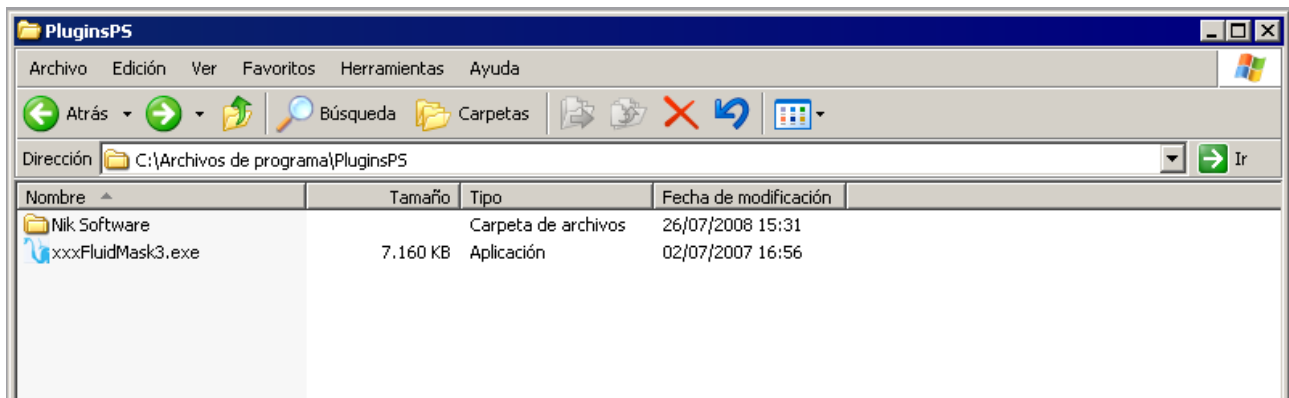 PluginsPS
Archivo Edición Ver Favoritos Herramientas Ayuda
Atrás Búsqueda Carpetas
Dirección C:\Archivos de programa\PluginsPS Ir
Nombre Tamaño Tipo Fecha de modificación
Nik Software Carpeta de archivos 26/07/2008 15:31
xxxFluidMask3.exe 7.160 KB Aplicación 02/07/2007 16:56